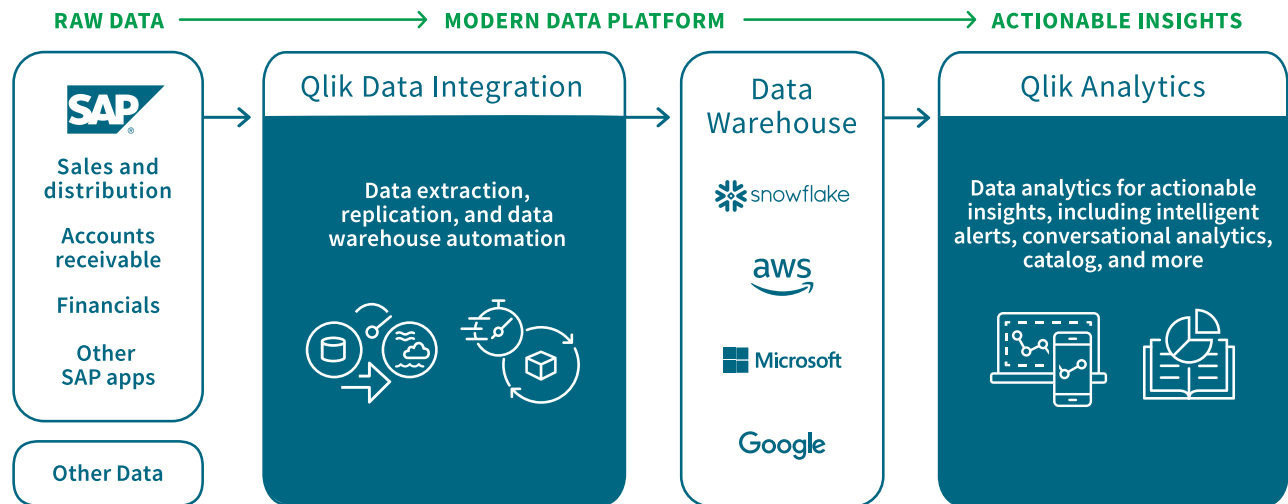 RAW DATA
MODERN DATA PLATFORM
ACTIONABLE INSIGHTS
SAP
®
Sales and
distribution
Accounts
receivable
Financials
Other
SAP apps
Other Data
Qlik Data Integration
Data extraction,
replication, and data
warehouse automation
Data
Warehouse
snowflake
aws
Microsoft
Google
Qlik Analytics
Data analytics for actionable
insights, including intelligent
alerts, conversational analytics,
catalog, and more